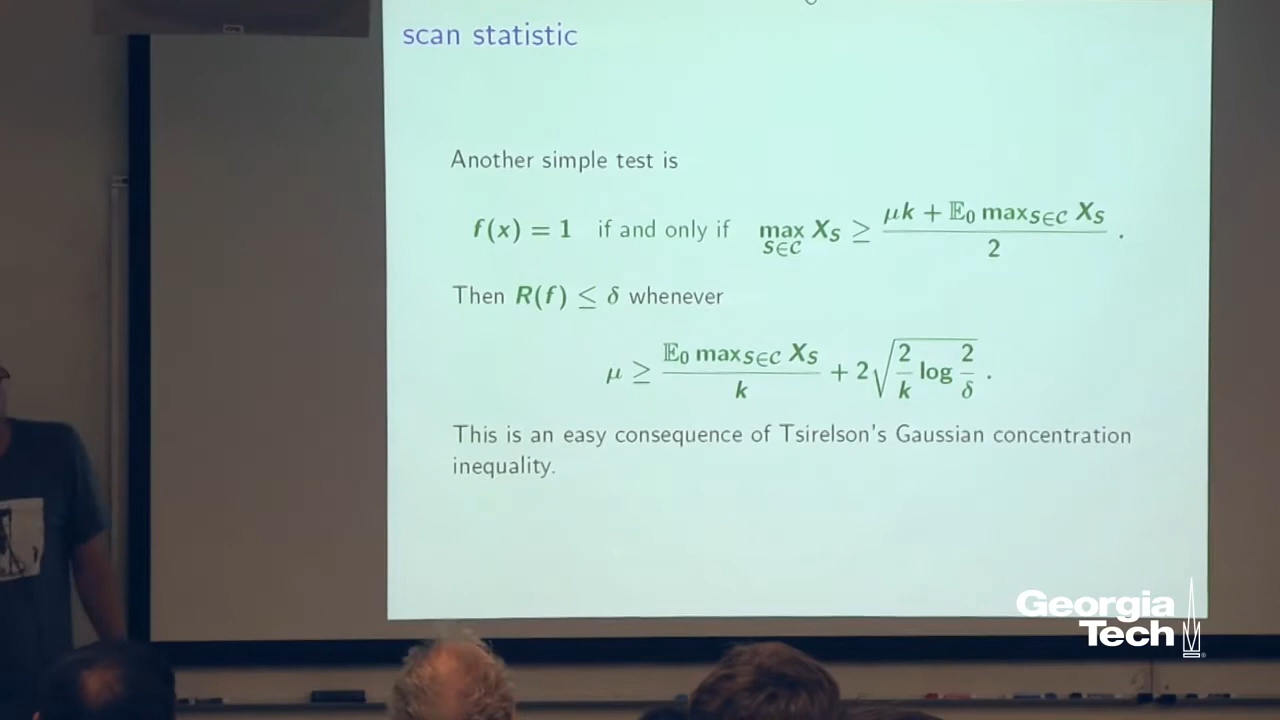 scan statistic
Another simple test is
f(x) = 1 if and only if max_{S∈C} X_S ≥ (μk + 𝔼₀ max_{S∈C} X_S) / 2 .
Then R(f) ≤ δ whenever
μ ≥ 𝔼₀ max_{S∈C} X_S / k + 2√(2/k log 2/δ) .
This is an easy consequence of Tsirelson's Gaussian concentration
inequality.
Georgia
Tech